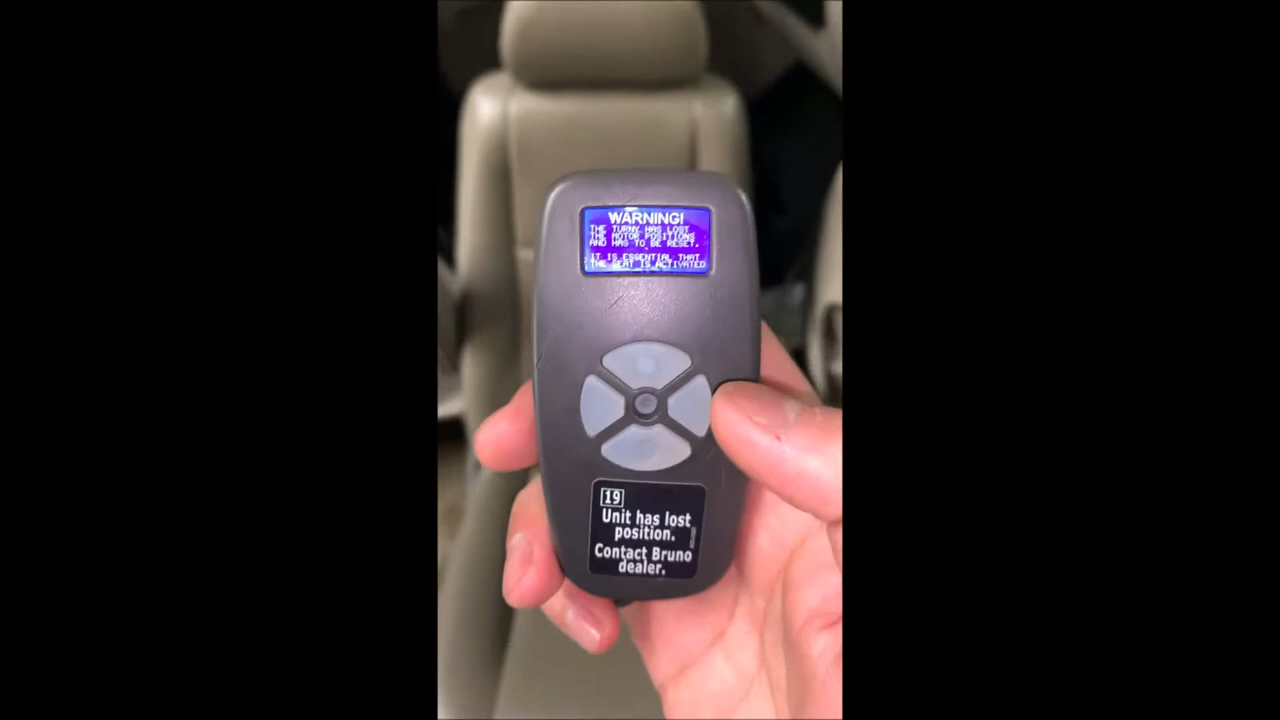 WARNING!
THE TURNY HAS LOST
THE MOTOR POSITIONS
AND HAS TO BE RESET.
IT IS ESSENTIAL THAT
THE SEAT IS ACTIVATED
19
Unit has lost
position.
Contact Bruno
dealer.